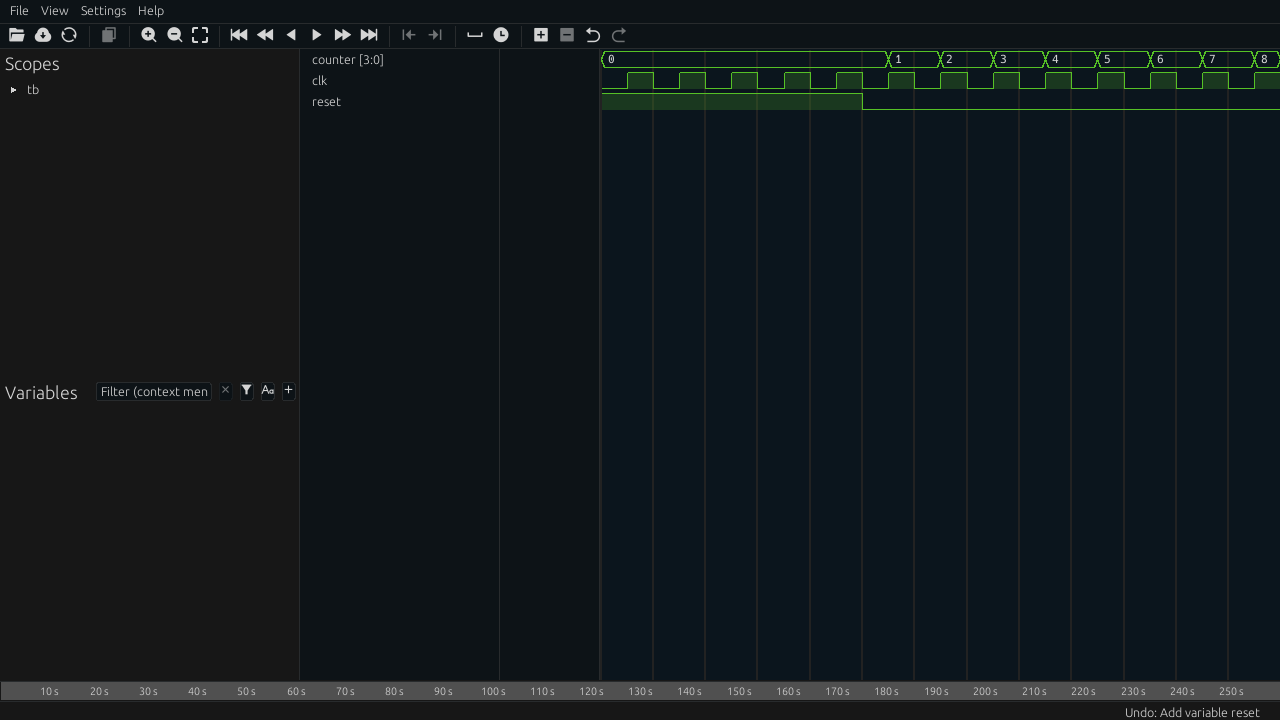 File View Settings Help
Scopes
tb
counter [3:0]
clk
reset
0 1 2 3 4 5 6 7 8
Variables Filter (context men × Aa +
10 s 20 s 30 s 40 s 50 s 60 s 70 s 80 s 90 s 100 s 110 s 120 s 130 s 140 s 150 s 160 s 170 s 180 s 190 s 200 s 210 s 220 s 230 s 240 s 250 s
Undo: Add variable reset